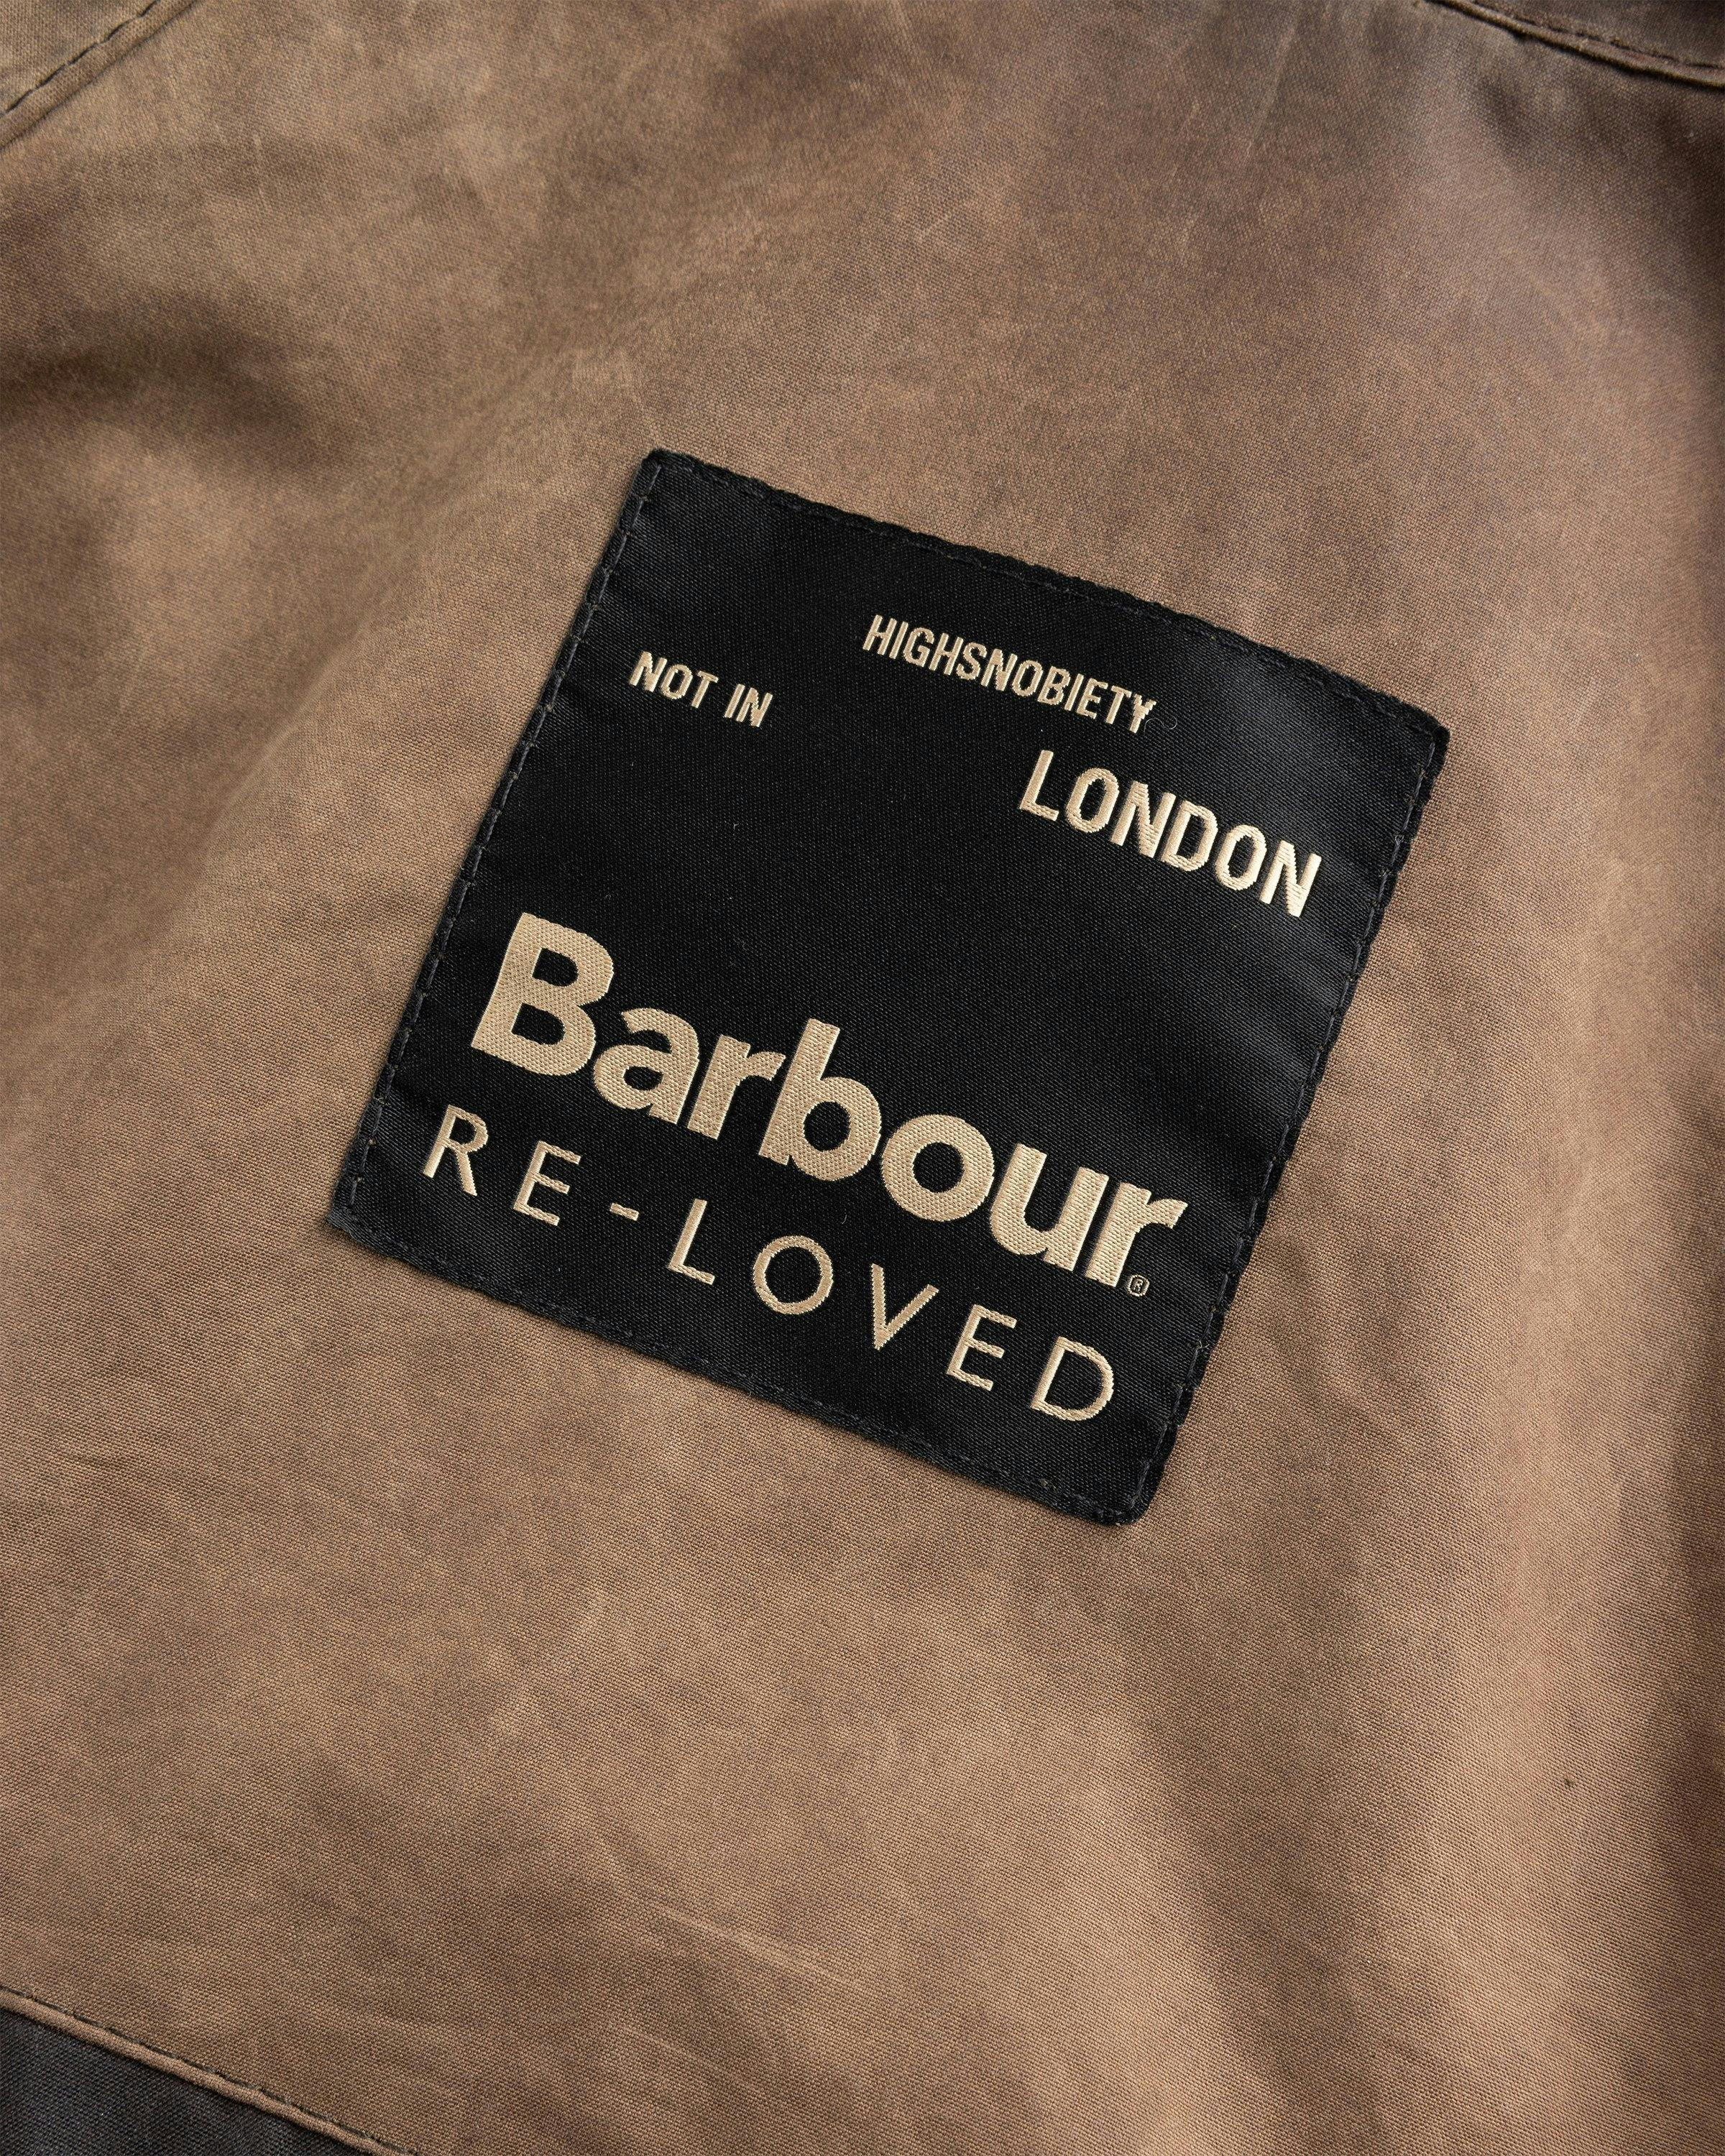 HIGHSNOBIETY
NOT IN
LONDON
Barbour®
RE-LOVED